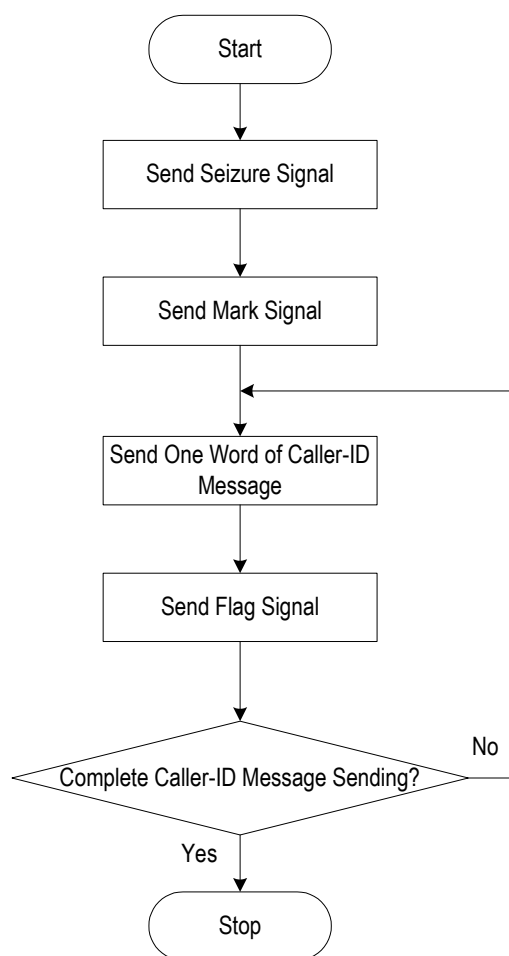 Start
Send Seizure Signal
Send Mark Signal
Send One Word of Caller-ID
Message
Send Flag Signal
Complete Caller-ID Message Sending?
No
Yes
Stop